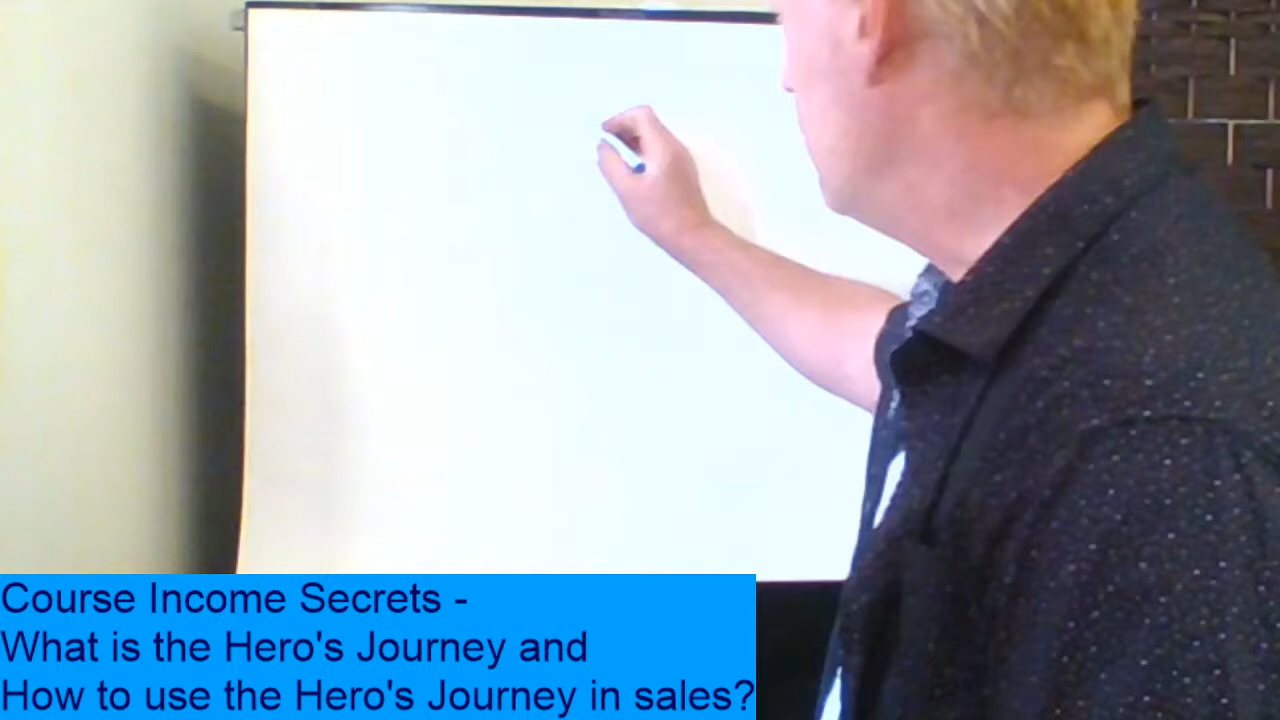 Course Income Secrets -
What is the Hero's Journey and
How to use the Hero's Journey in sales?